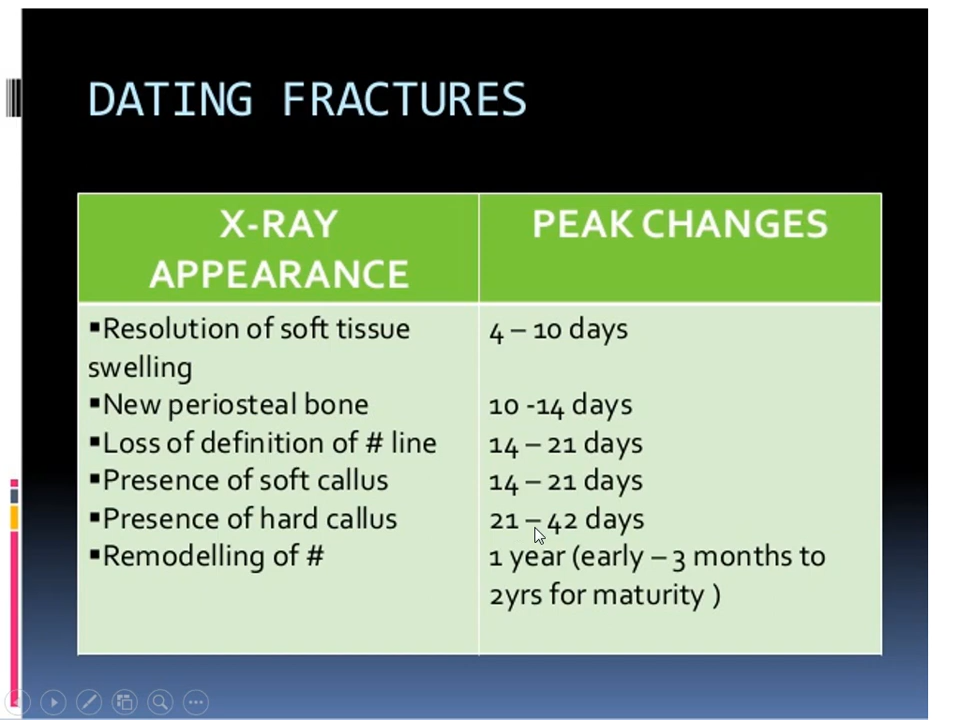 DATING FRACTURES
X-RAY
APPEARANCE
PEAK CHANGES
▪Resolution of soft tissue
swelling
4 – 10 days
▪New periosteal bone
10 -14 days
▪Loss of definition of # line
14 – 21 days
▪Presence of soft callus
14 – 21 days
▪Presence of hard callus
21 – 42 days
▪Remodelling of #
1 year (early – 3 months to
2yrs for maturity )